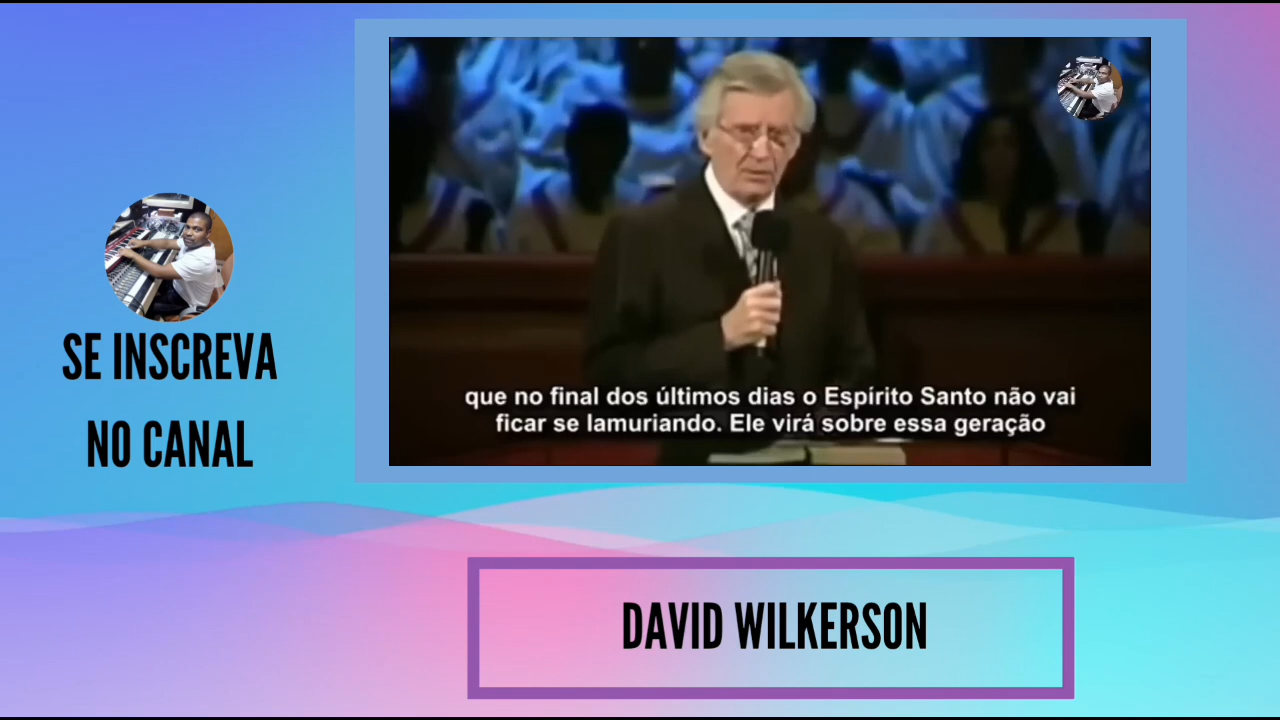 SE INSCREVA
NO CANAL
que no final dos últimos dias o Espírito Santo não vai
ficar se lamuriando. Ele virá sobre essa geração
DAVID WILKERSON